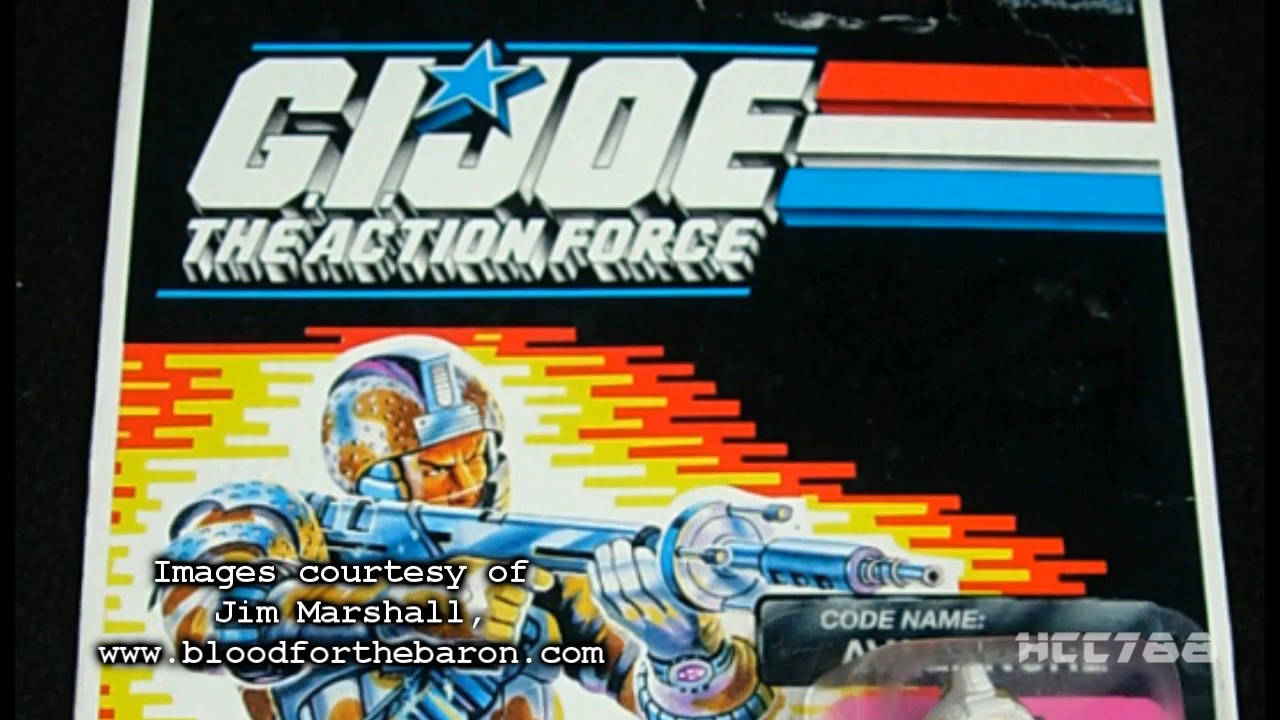 G.I. JOE
THE ACTION FORCE
Images courtesy of
Jim Marshall,
www.bloodforthebaron.com
CODE NAME:
HCC788